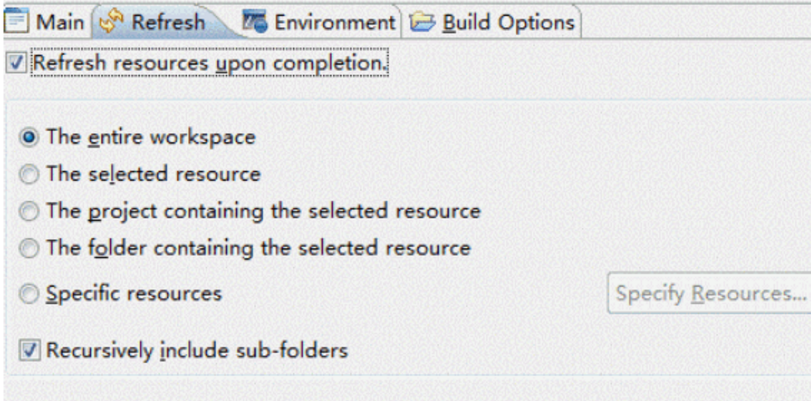 Main Refresh Environment Build Options
Refresh resources upon completion.
The entire workspace
The selected resource
The project containing the selected resource
The folder containing the selected resource
Specific resources Specify Resources...
Recursively include sub-folders